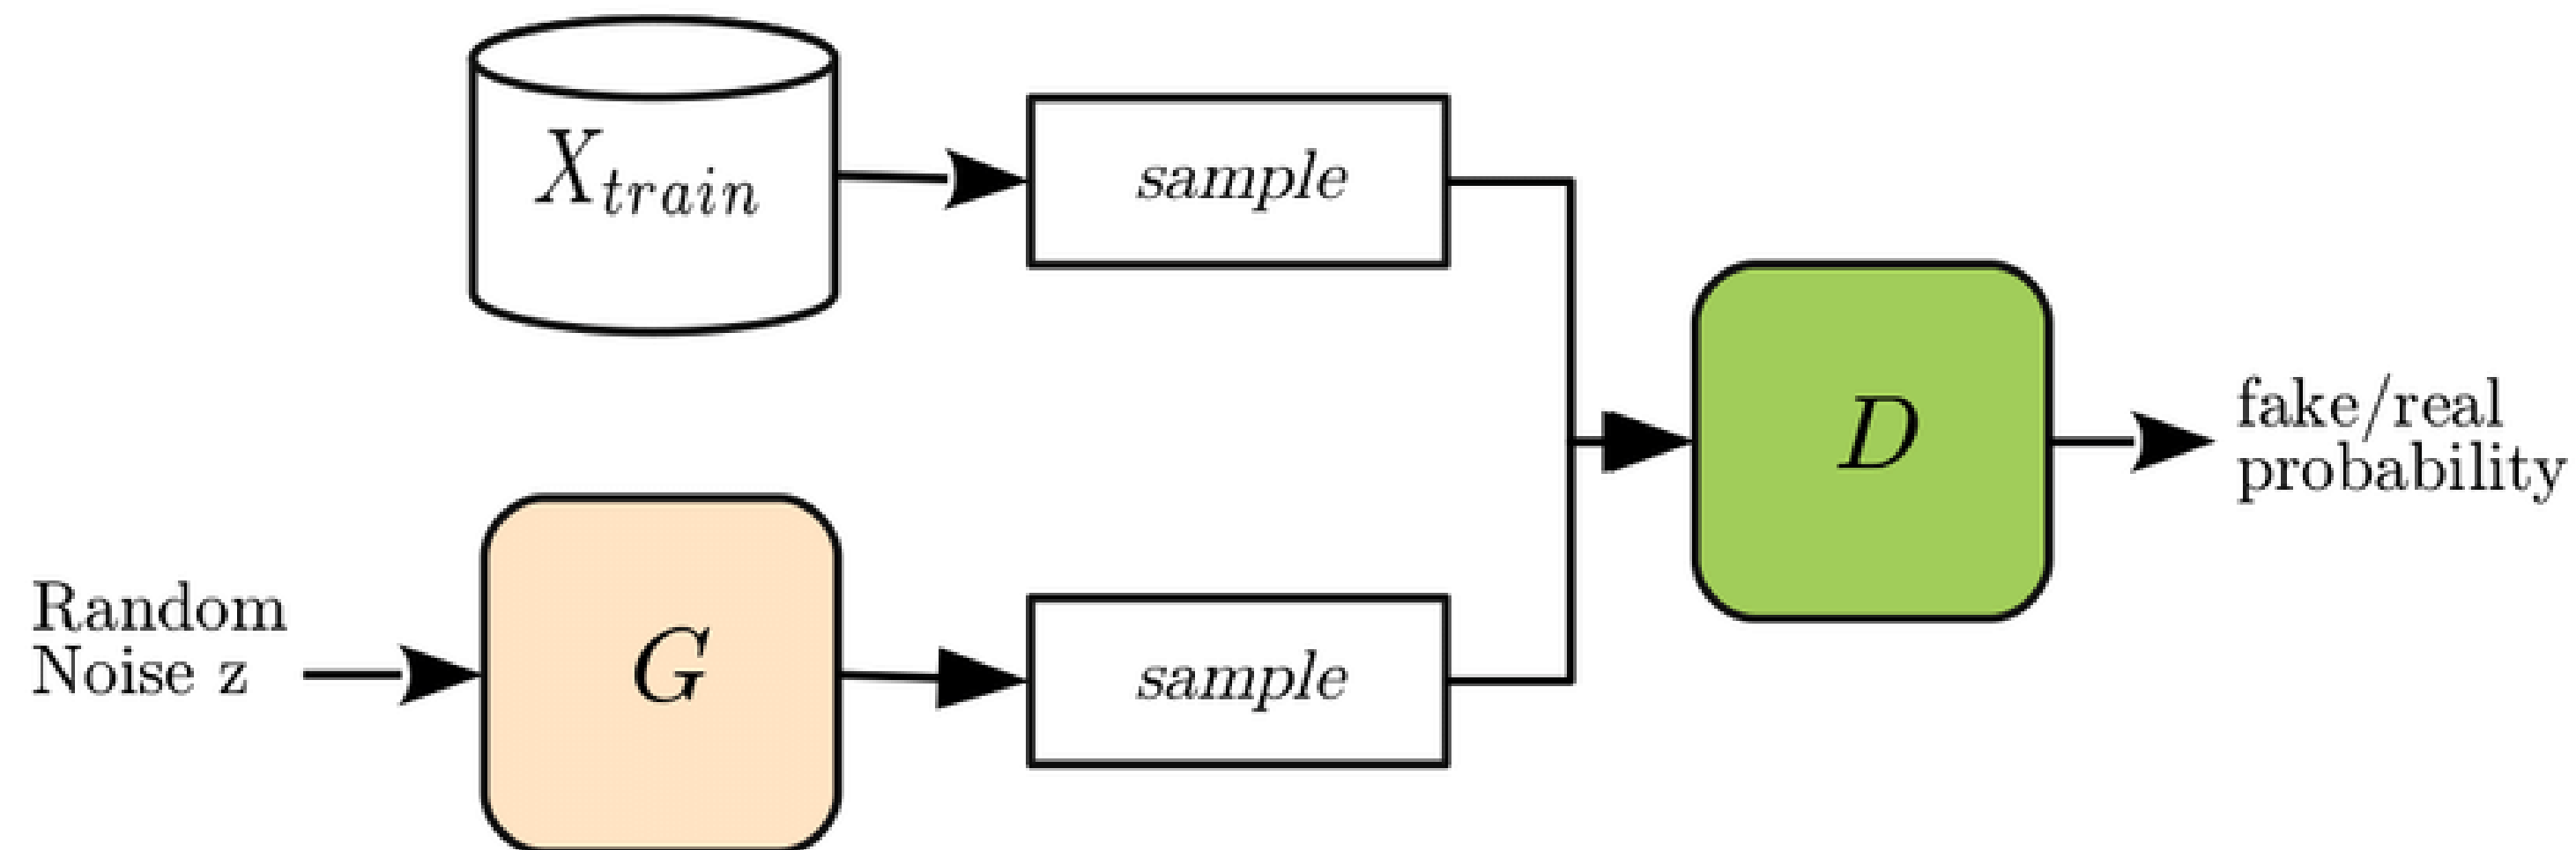 X_train
sample
D
fake/real
probability
Random
Noise z
G
sample